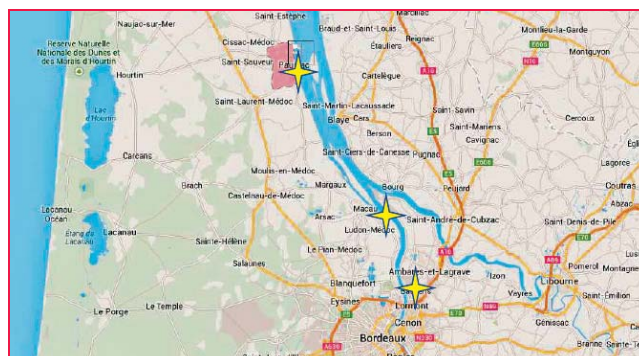 Naujac-sur-Mer
Saint-Estèphe
Braud-et-Saint-Louis
Marcillac
Montlieu-la-Garde
Cissac-Médoc
Reignac
Étauliers
Montguyon
Réserve Naturelle
Nationale des Dunes et
des Marais d'Hourtin
Hourtin
Saint-Sauveur
Cartelègue
Lac
d'Hourtin
Saint-Laurent-Médoc
Saint-Martin-Lacaussade
Saint-Savin
Blaye
Cars
Saint-Mariens
Cercoux
Berson
Cavignac
Carcans
Saint-Ciers-de-Canesse
Pugnac
Lagorce
Moulis-en-Médoc
Brach
Margaux
Bourg
Peujard
Coutras
Castelnau-de-Médoc
Abzac
Lacanau-
Océan
Arsac
Macau
Saint-André-de-Cubzac
Saint-Denis-de-Pile
Étang de
Lacanau
Lacanau
Ludon-Médoc
Sainte-Hélène
Le Pian-Médoc
Salaunes
Ambarès-et-Lagrave
Pomerol
Montagne
Blanquefort
Izon
Libourne
Vayres
Saint-Émilion
Le Porge
Le Temple
Eysines
Lormont
Génissac
Cenon
Bordeaux
Branne